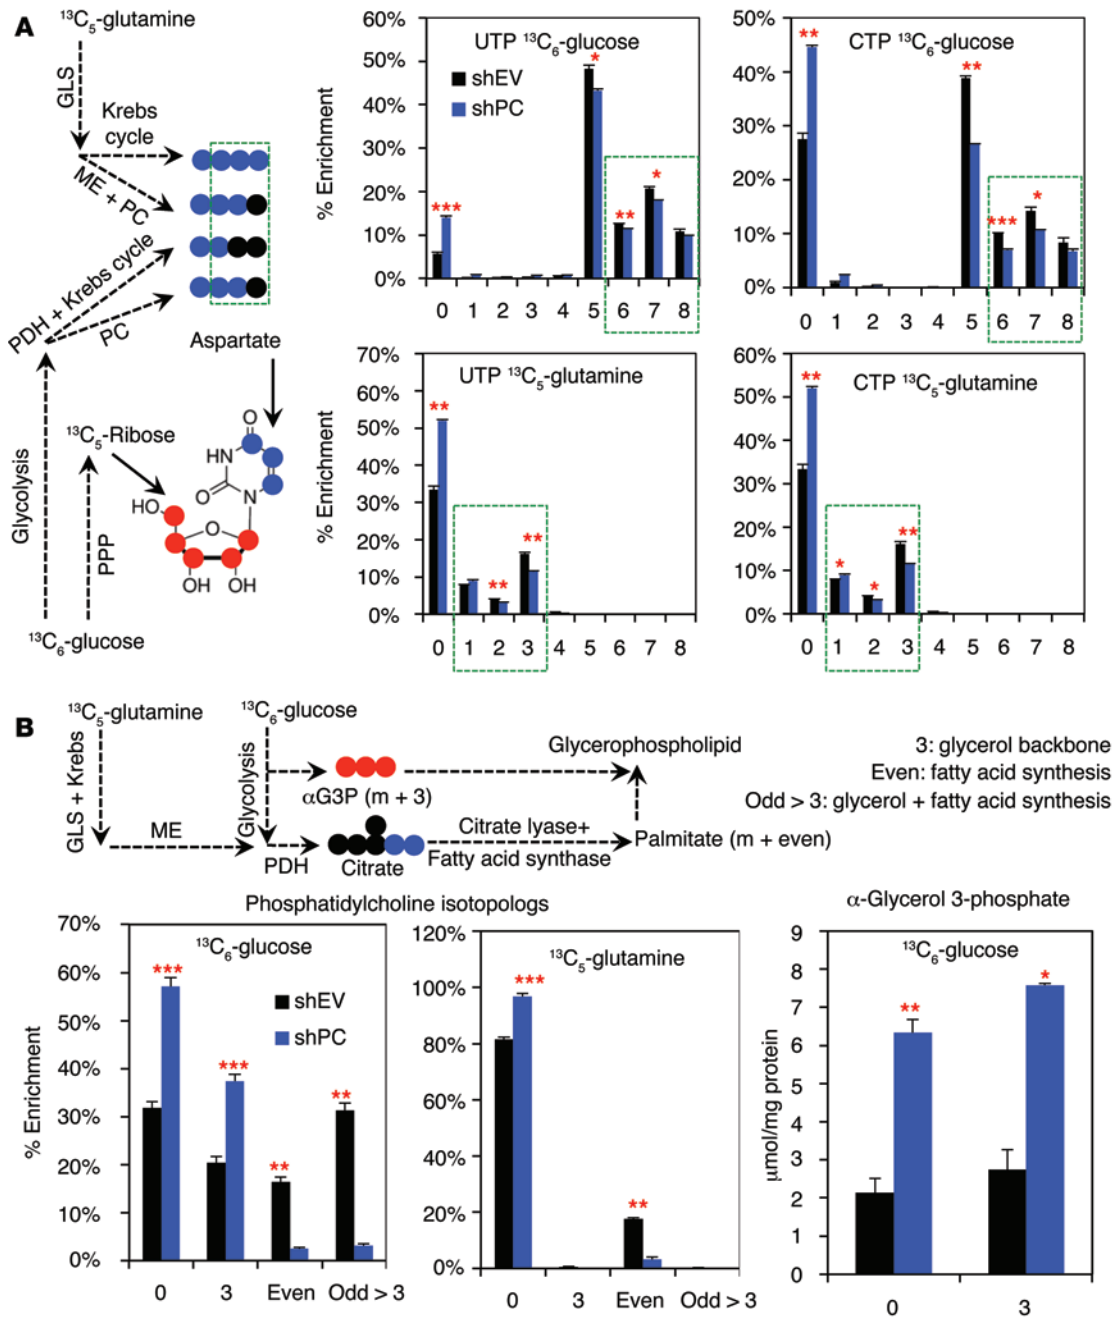 A
¹³C₅-glutamine
GLS
Krebs
cycle
ME + PC
PDH + Krebs cycle
PC
Aspartate
¹³C₅-Ribose
Glycolysis
PPP
O
HN
O
N
HO
O
OH
OH
¹³C₆-glucose
UTP ¹³C₆-glucose
shEV
shPC
% Enrichment
60%
50%
40%
30%
20%
10%
0%
***
*
**
*
0 1 2 3 4 5 6 7 8
CTP ¹³C₆-glucose
50%
40%
30%
20%
10%
0%
**
**
***
*
0 1 2 3 4 5 6 7 8
UTP ¹³C₅-glutamine
% Enrichment
70%
60%
50%
40%
30%
20%
10%
0%
**
**
**
0 1 2 3 4 5 6 7 8
CTP ¹³C₅-glutamine
60%
50%
40%
30%
20%
10%
0%
**
*
*
**
0 1 2 3 4 5 6 7 8
B
¹³C₅-glutamine
¹³C₆-glucose
GLS + Krebs
ME
Glycolysis
αG3P (m + 3)
PDH
Citrate
Citrate lyase+
Fatty acid synthase
Glycerophospholipid
Palmitate (m + even)
3: glycerol backbone
Even: fatty acid synthesis
Odd > 3: glycerol + fatty acid synthesis
Phosphatidylcholine isotopologs
¹³C₆-glucose
shEV
shPC
% Enrichment
70%
60%
50%
40%
30%
20%
10%
0%
***
***
**
**
0 3 Even Odd > 3
¹³C₅-glutamine
120%
100%
80%
60%
40%
20%
0%
***
**
0 3 Even Odd > 3
α-Glycerol 3-phosphate
¹³C₆-glucose
μmol/mg protein
9
8
7
6
5
4
3
2
1
0
**
*
0 3